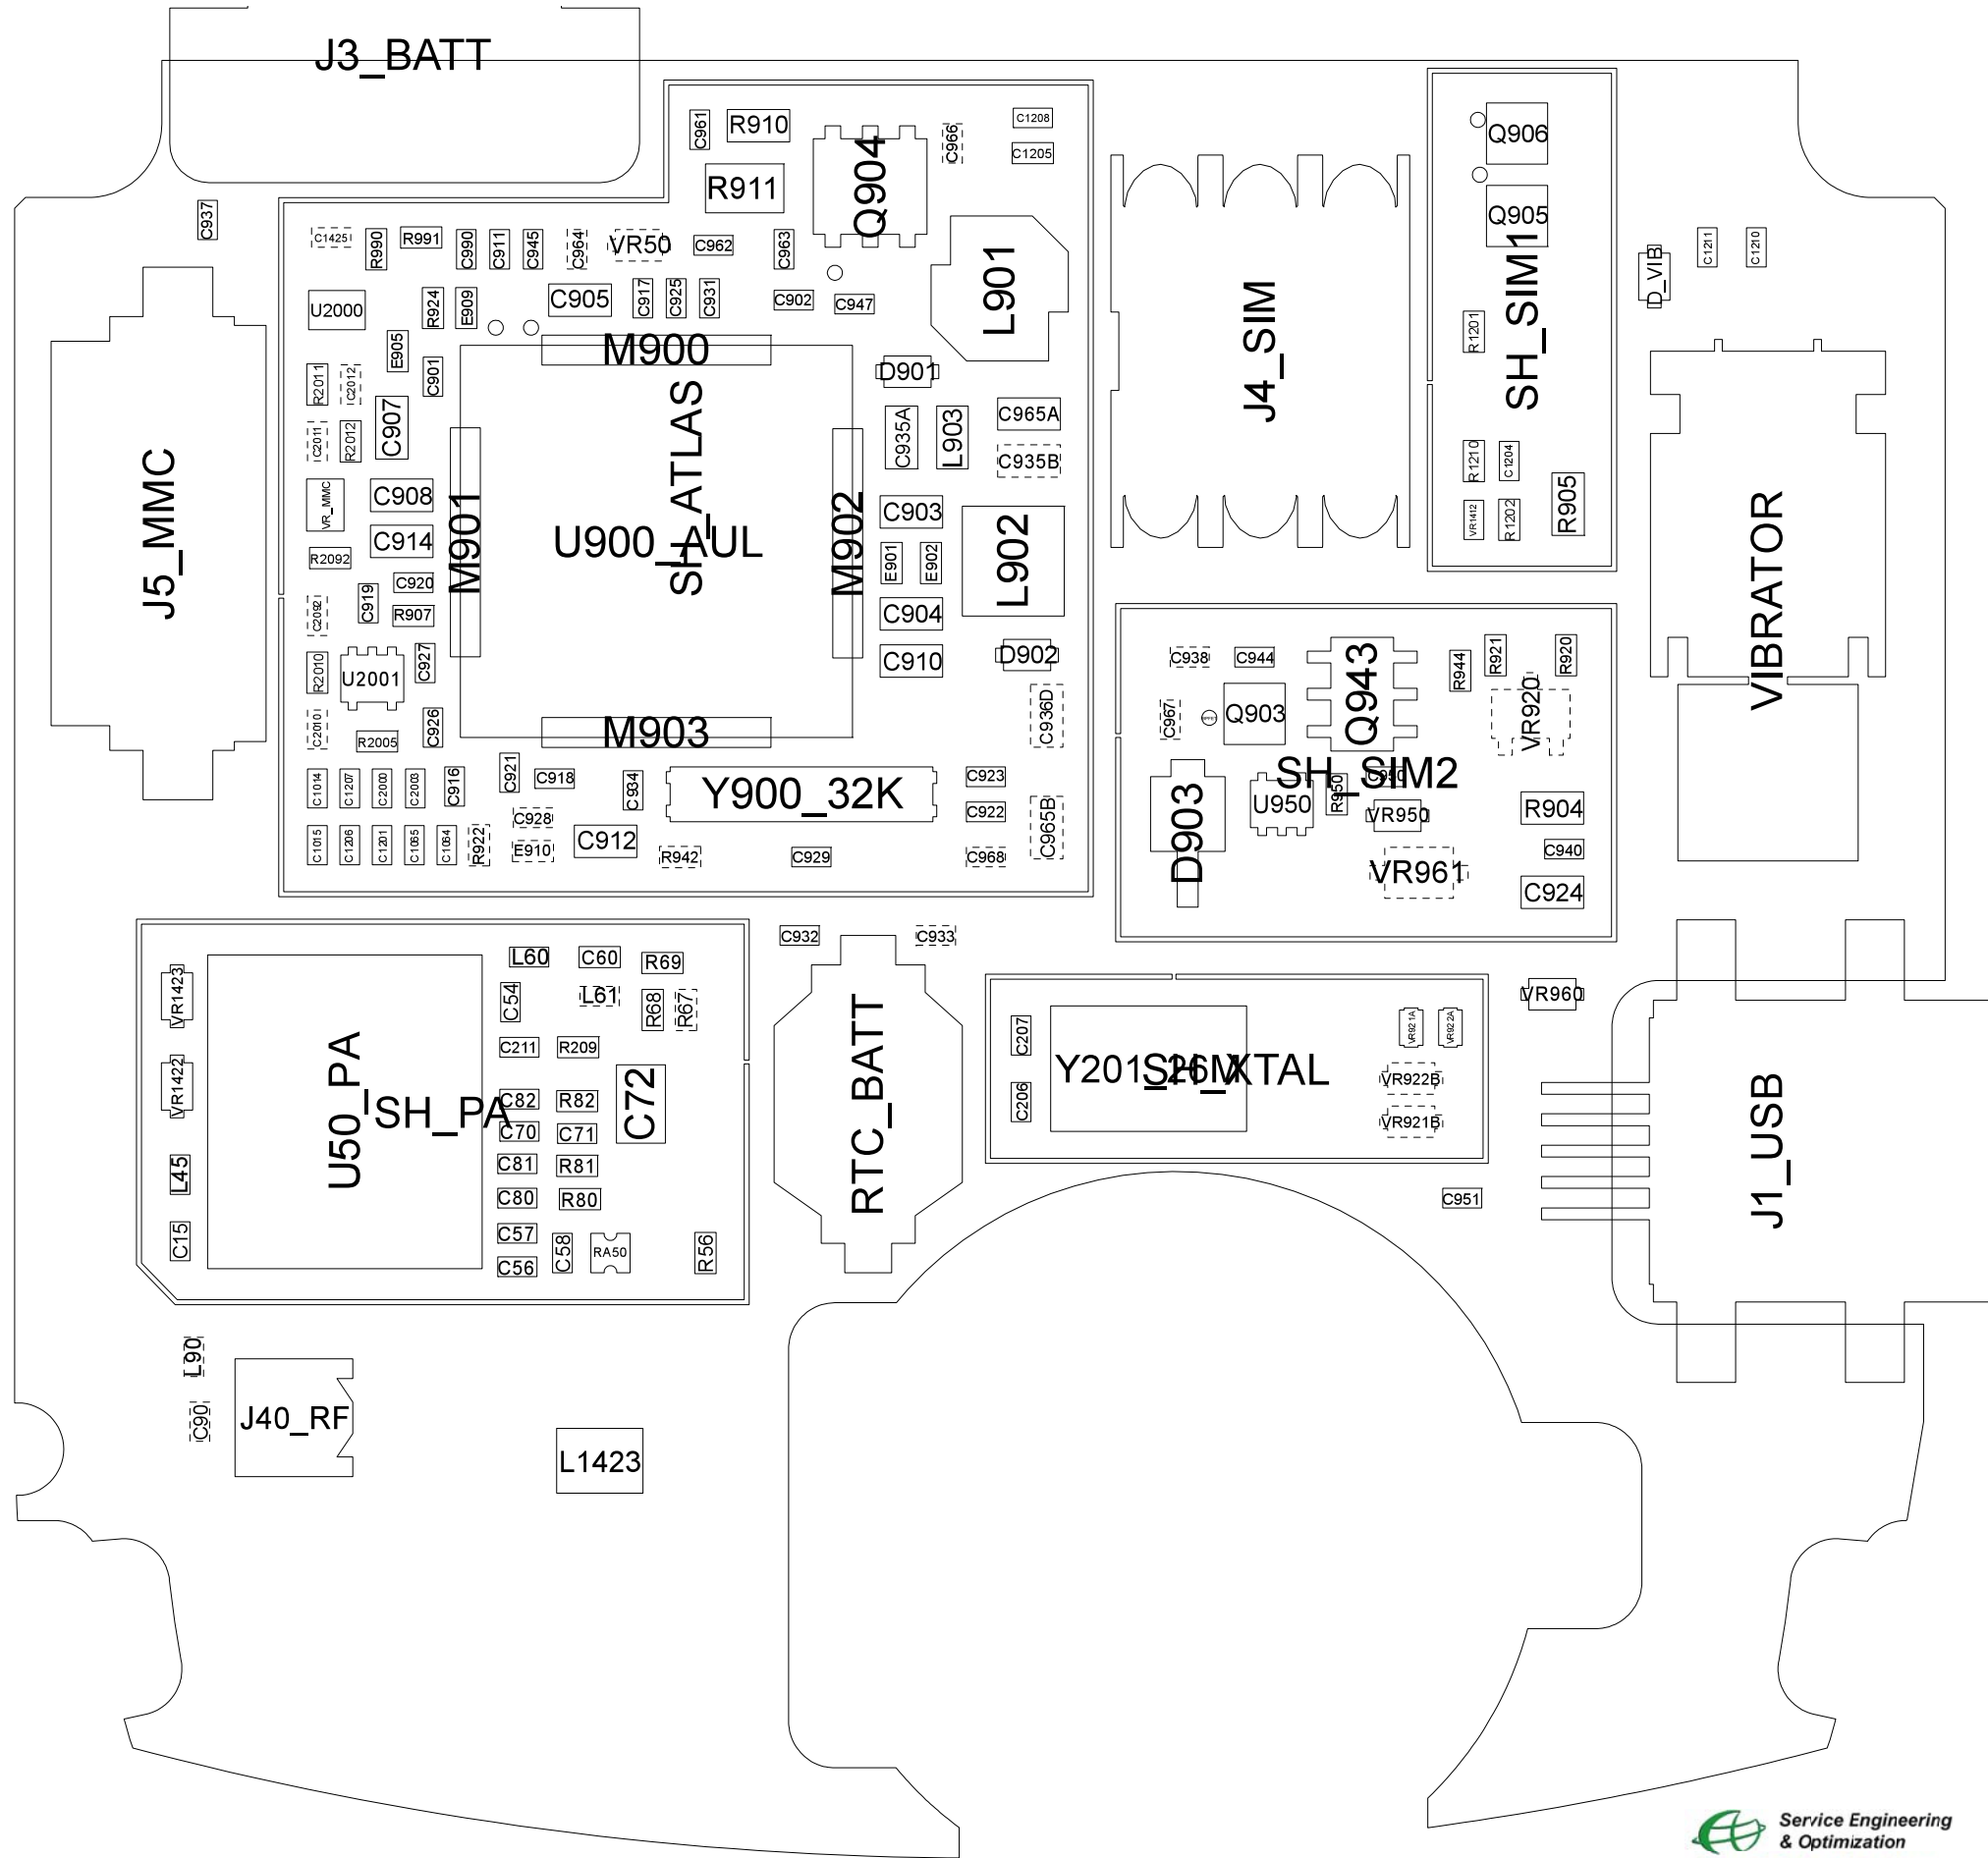 J3_BATT
C961
R910
Q904
C966
C1208
C1205
R911
Q906
Q905
SH_SIM1
C937
C1425
R990
R991
C990
C911
C945
C964
VR50
C962
C963
L901
J4_SIM
D_VIB
C1211
C1210
U2000
R924
E909
C905
C917
C925
C931
C902
C947
R1201
E905
C901
M900
D901
R2011
C2012
C907
SH_ATLAS
C935A
L903
C965A
C935B
C2011
R2012
R1210
C1204
VR_MMC
C908
C914
M901
U900_AUL
M902
C903
E901
E902
L902
VR1412
R1202
R905
VIBRATOR
J5_MMC
R2092
C920
C919
R907
C2092
C904
C910
D902
R2010
U2001
C927
C936D
C2010
R2005
C926
M903
C938
C944
Q943
R944
R921
R920
C967
Q903
VR920
SH_SIM2
C1014
C1207
C2000
C2003
C916
C921
C918
C934
Y900_32K
C923
C922
C965B
D903
U950
R950
C950
VR950
R904
C1015
C1206
C1201
C1065
C1064
R922
C928
E910
C912
R942
C929
C968
VR961
C940
C924
C932
C933
L60
C60
R69
VR1423
C54
L61
R68
R67
VR960
C207
VR921A
VR922A
C211
R209
U50_PA
VR1422
SH_PA
C82
R82
C72
RTC_BATT
C206
Y201_26M
SH_XTAL
VR922B
VR921B
C70
C71
J1_USB
L45
C81
R81
C80
R80
C951
C15
C57
C58
RA50
R56
C56
L90
C90
J40_RF
L1423
Service Engineering
& Optimization